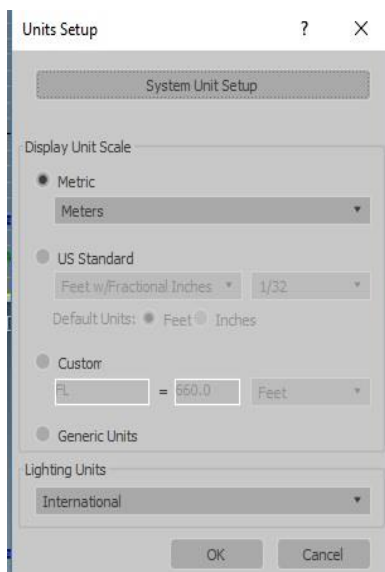 Units Setup ? X
System Unit Setup
Display Unit Scale
Metric
Meters
US Standard
Feet w/Fractional Inches 1/32
Default Units: Feet Inches
Custom
FL = 660.0 Feet
Generic Units
Lighting Units
International
OK Cancel